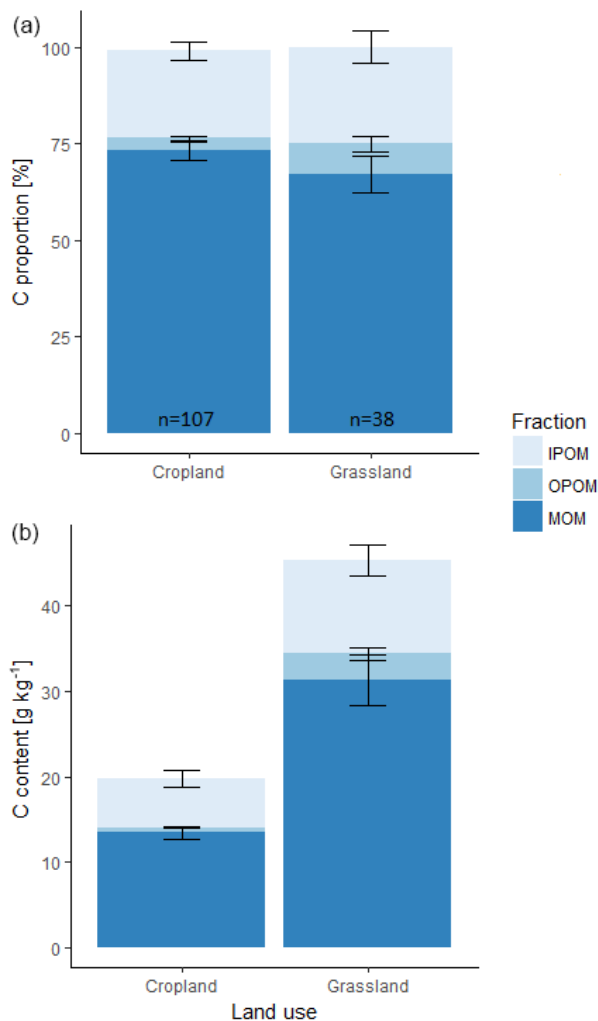 (a)
C proportion [%]
100
75
50
25
0
n=107
n=38
Cropland
Grassland
Fraction
IPOM
OPOM
MOM
(b)
C content [g kg⁻¹]
40
30
20
10
0
Cropland
Grassland
Land use